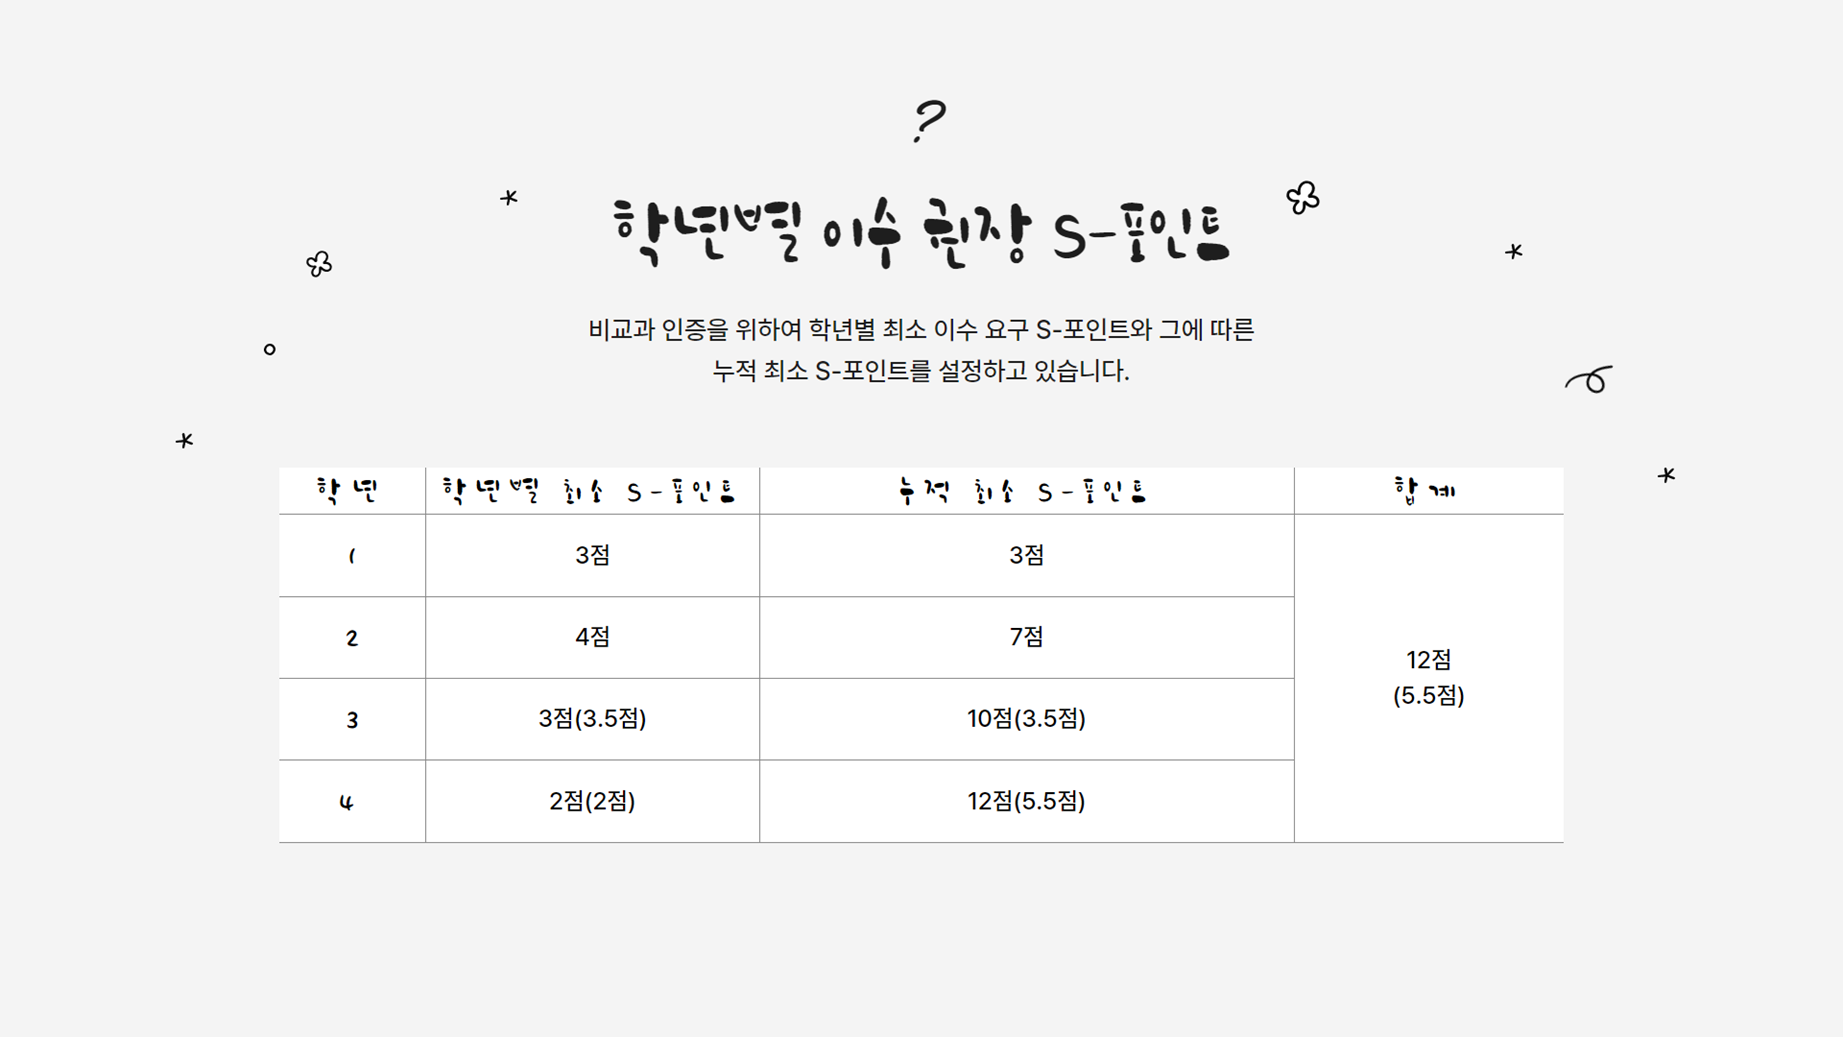 ?
학년별 이수 권장 S-포인트
비교과 인증을 위하여 학년별 최소 이수 요구 S-포인트와 그에 따른
누적 최소 S-포인트를 설정하고 있습니다.
학년 학년별 최소 S-포인트 누적 최소 S-포인트 합계
1 3점 3점
2 4점 7점
12점
(5.5점)
3 3점(3.5점) 10점(3.5점)
4 2점(2점) 12점(5.5점)